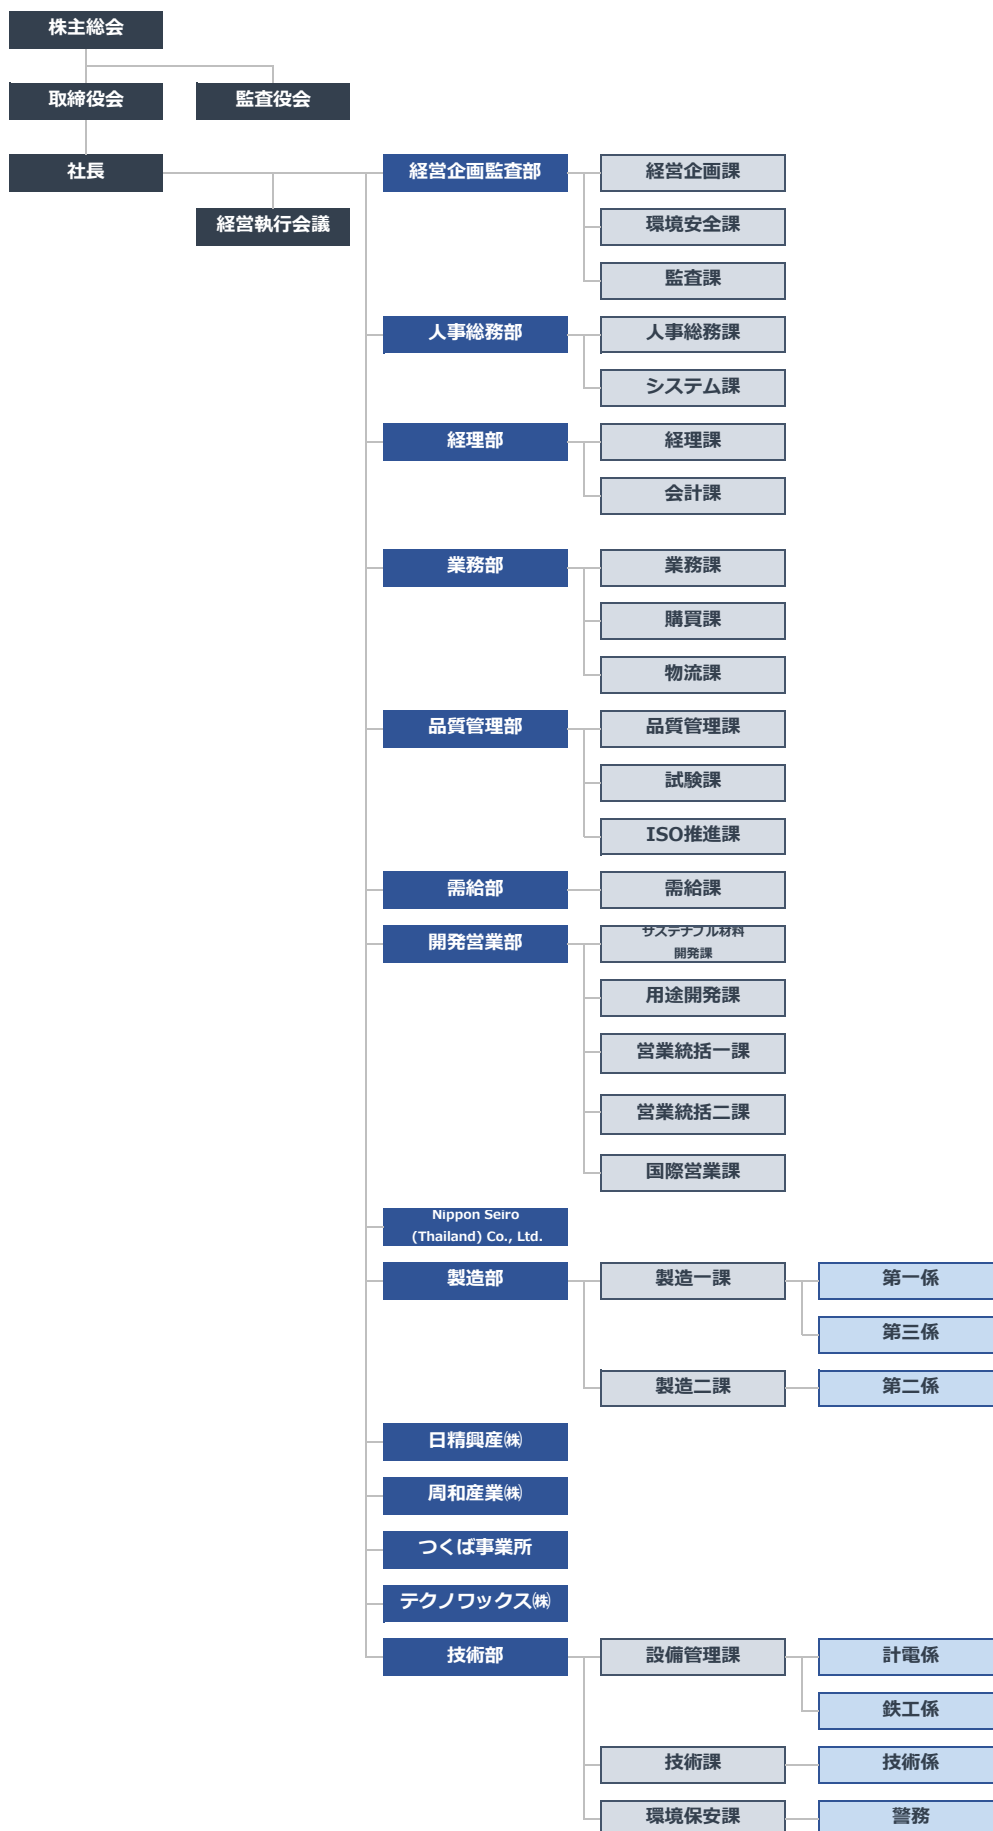 株主総会
取締役会
監査役会
社長
経営執行会議
経営企画監査部
経営企画課
環境安全課
監査課
人事総務部
人事総務課
システム課
経理部
経理課
会計課
業務部
業務課
購買課
物流課
品質管理部
品質管理課
試験課
ISO推進課
需給部
需給課
開発営業部
サステナブル材料
開発課
用途開発課
営業統括一課
営業統括二課
国際営業課
Nippon Seiro
(Thailand) Co., Ltd.
製造部
製造一課
第一係
第三係
製造二課
第二係
日精興産㈱
周和産業㈱
つくば事業所
テクノワックス㈱
技術部
設備管理課
計電係
鉄工係
技術課
技術係
環境保安課
警務